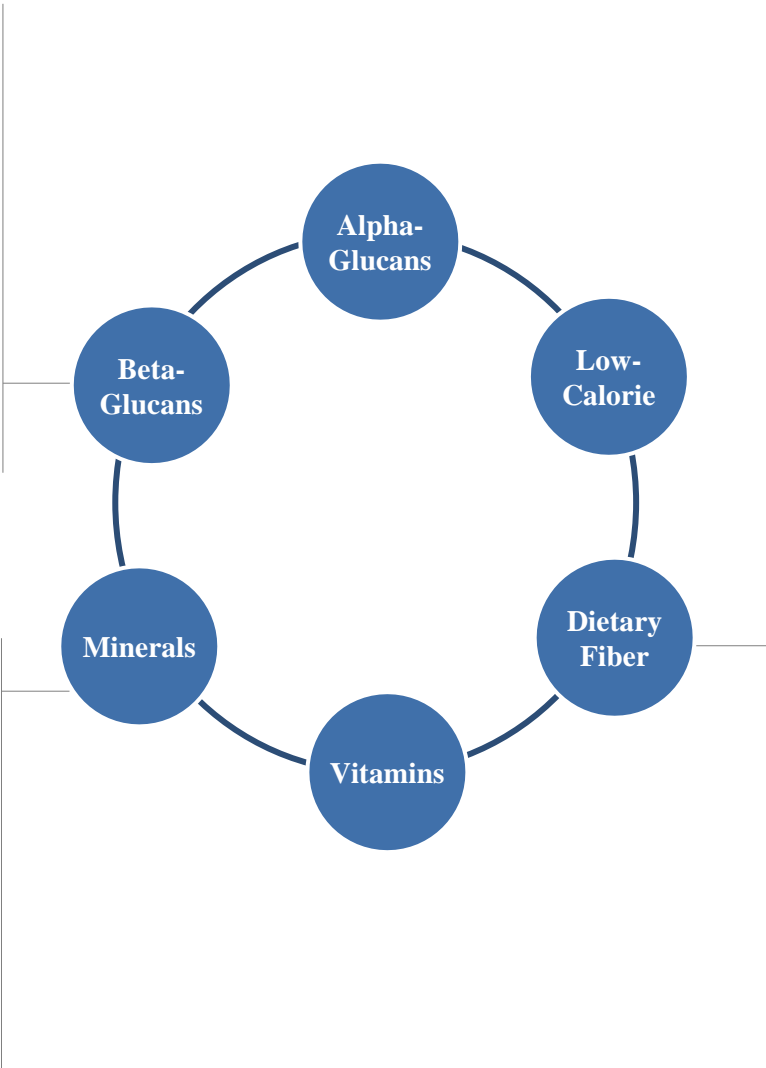 Alpha-
Glucans
Low-
Calorie
Beta-
Glucans
Dietary
Fiber
Minerals
Vitamins